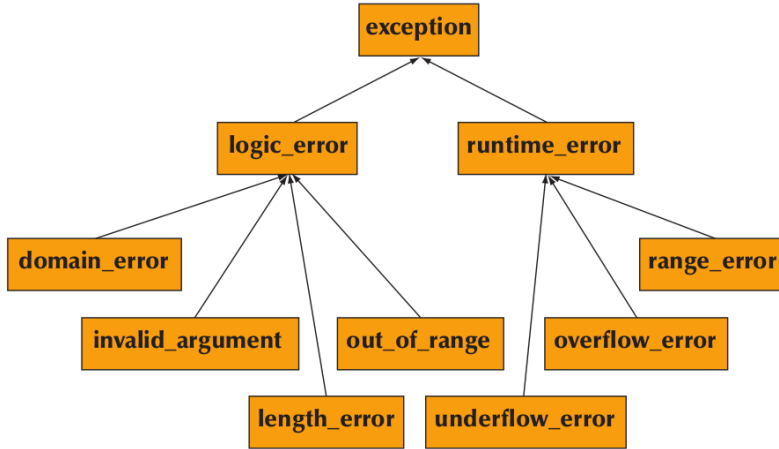 exception
logic_error
runtime_error
domain_error
range_error
invalid_argument
out_of_range
overflow_error
length_error
underflow_error